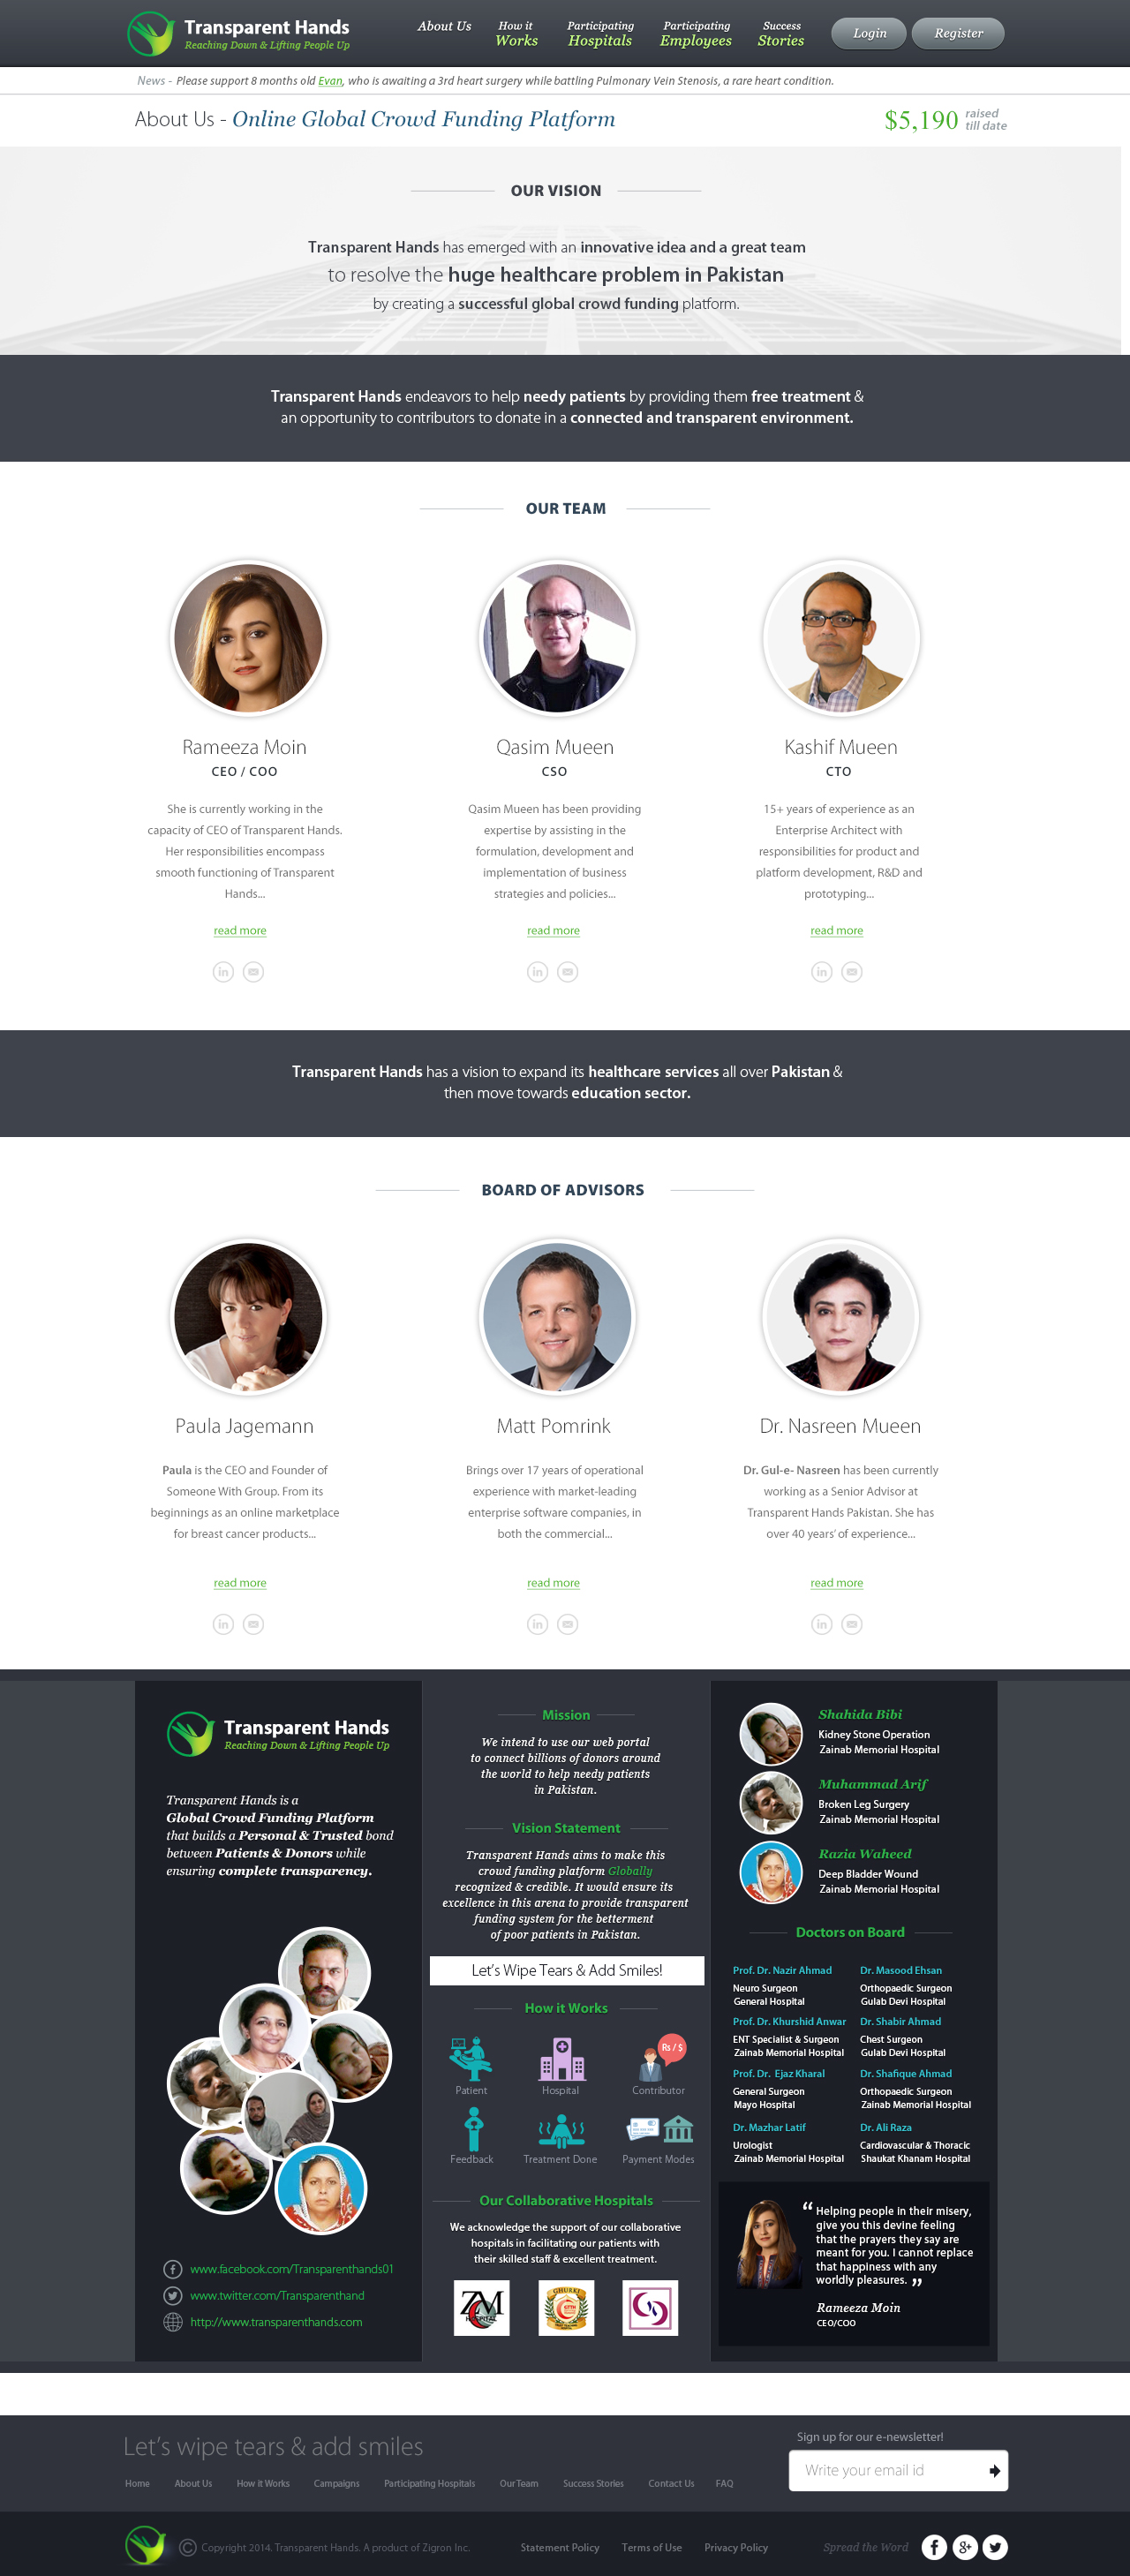 Transparent Hands
Reaching Down & Lifting People Up
About Us
How it
Works
Participating
Hospitals
Participating
Employees
Success
Stories
Login
Register
News - Please support 8 months old Evan, who is awaiting a 3rd heart surgery while battling Pulmonary Vein Stenosis, a rare heart condition.
About Us - Online Global Crowd Funding Platform
$5,190 raised
till date
OUR VISION
Transparent Hands has emerged with an innovative idea and a great team
to resolve the huge healthcare problem in Pakistan
by creating a successful global crowd funding platform.
Transparent Hands endeavors to help needy patients by providing them free treatment &
an opportunity to contributors to donate in a connected and transparent environment.
OUR TEAM
Rameeza Moin
CEO / COO
She is currently working in the
capacity of CEO of Transparent Hands.
Her responsibilities encompass
smooth functioning of Transparent
Hands...
read more
in
Qasim Mueen
CSO
Qasim Mueen has been providing
expertise by assisting in the
formulation, development and
implementation of business
strategies and policies...
read more
in
Kashif Mueen
CTO
15+ years of experience as an
Enterprise Architect with
responsibilities for product and
platform development, R&D and
prototyping...
read more
in
Transparent Hands has a vision to expand its healthcare services all over Pakistan &
then move towards education sector.
BOARD OF ADVISORS
Paula Jagemann
Paula is the CEO and Founder of
Someone With Group. From its
beginnings as an online marketplace
for breast cancer products...
read more
in
Matt Pomrink
Brings over 17 years of operational
experience with market-leading
enterprise software companies, in
both the commercial...
read more
in
Dr. Nasreen Mueen
Dr. Gul-e- Nasreen has been currently
working as a Senior Advisor at
Transparent Hands Pakistan. She has
over 40 years' of experience...
read more
in
Transparent Hands
Reaching Down & Lifting People Up
Transparent Hands is a
Global Crowd Funding Platform
that builds a Personal & Trusted bond
between Patients & Donors while
ensuring complete transparency.
www.facebook.com/Transparenthands01
www.twitter.com/Transparenthand
http://www.transparenthands.com
Mission
We intend to use our web portal
to connect billions of donors around
the world to help needy patients
in Pakistan.
Vision Statement
Transparent Hands aims to make this
crowd funding platform Globally
recognized & credible. It would ensure its
excellence in this arena to provide transparent
funding system for the betterment
of poor patients in Pakistan.
Let's Wipe Tears & Add Smiles!
How it Works
Rs / $
Patient
Hospital
Contributor
Feedback
Treatment Done
Payment Modes
Our Collaborative Hospitals
We acknowledge the support of our collaborative
hospitals in facilitating our patients with
their skilled staff & excellent treatment.
ZM
GHURKI
Shahida Bibi
Kidney Stone Operation
Zainab Memorial Hospital
Muhammad Arif
Broken Leg Surgery
Zainab Memorial Hospital
Razia Waheed
Deep Bladder Wound
Zainab Memorial Hospital
Doctors on Board
Prof. Dr. Nazir Ahmad
Neuro Surgeon
General Hospital
Dr. Masood Ehsan
Orthopaedic Surgeon
Gulab Devi Hospital
Prof. Dr. Khurshid Anwar
ENT Specialist & Surgeon
Zainab Memorial Hospital
Dr. Shabir Ahmad
Chest Surgeon
Gulab Devi Hospital
Prof. Dr. Ejaz Kharal
General Surgeon
Mayo Hospital
Dr. Shafique Ahmad
Orthopaedic Surgeon
Zainab Memorial Hospital
Dr. Mazhar Latif
Urologist
Zainab Memorial Hospital
Dr. Ali Raza
Cardiovascular & Thoracic
Shaukat Khanam Hospital
“ Helping people in their misery,
give you this devine feeling
that the prayers they say are
meant for you. I cannot replace
that happiness with any
worldly pleasures. ”
Rameeza Moin
CEO/COO
Let's wipe tears & add smiles
Home
About Us
How it Works
Campaigns
Participating Hospitals
Our Team
Success Stories
Contact Us
FAQ
Sign up for our e-newsletter!
Write your email id
© Copyright 2014. Transparent Hands. A product of Zigron Inc.
Statement Policy
Terms of Use
Privacy Policy
Spread the Word